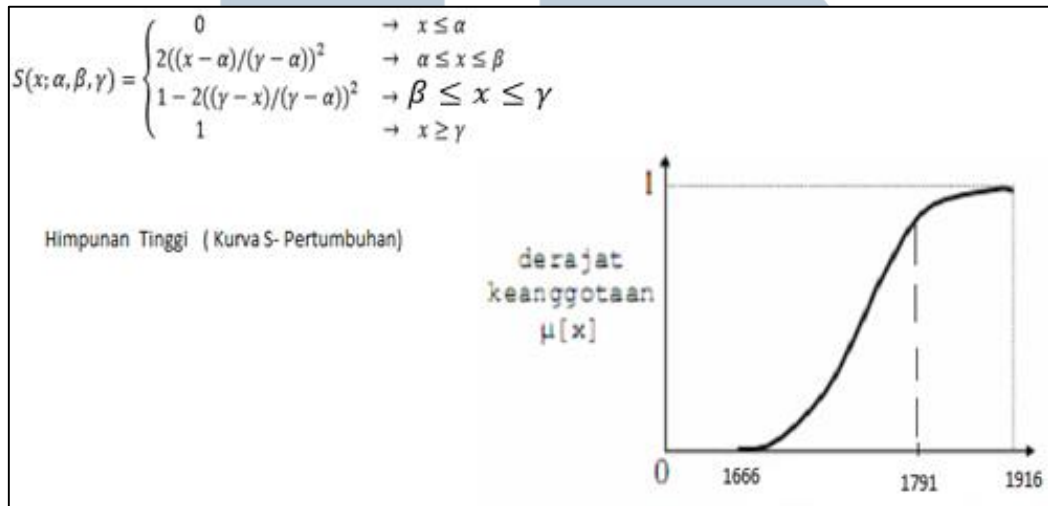 S(x; α, β, γ) =
0 → x ≤ α
2((x − α)/(γ − α))² → α ≤ x ≤ β
1 − 2((γ − x)/(γ − α))² → β ≤ x ≤ γ
1 → x ≥ γ
Himpunan Tinggi ( Kurva S- Pertumbuhan)
derajat
keanggotaan
μ[x]
1
0 1666 1791 1916